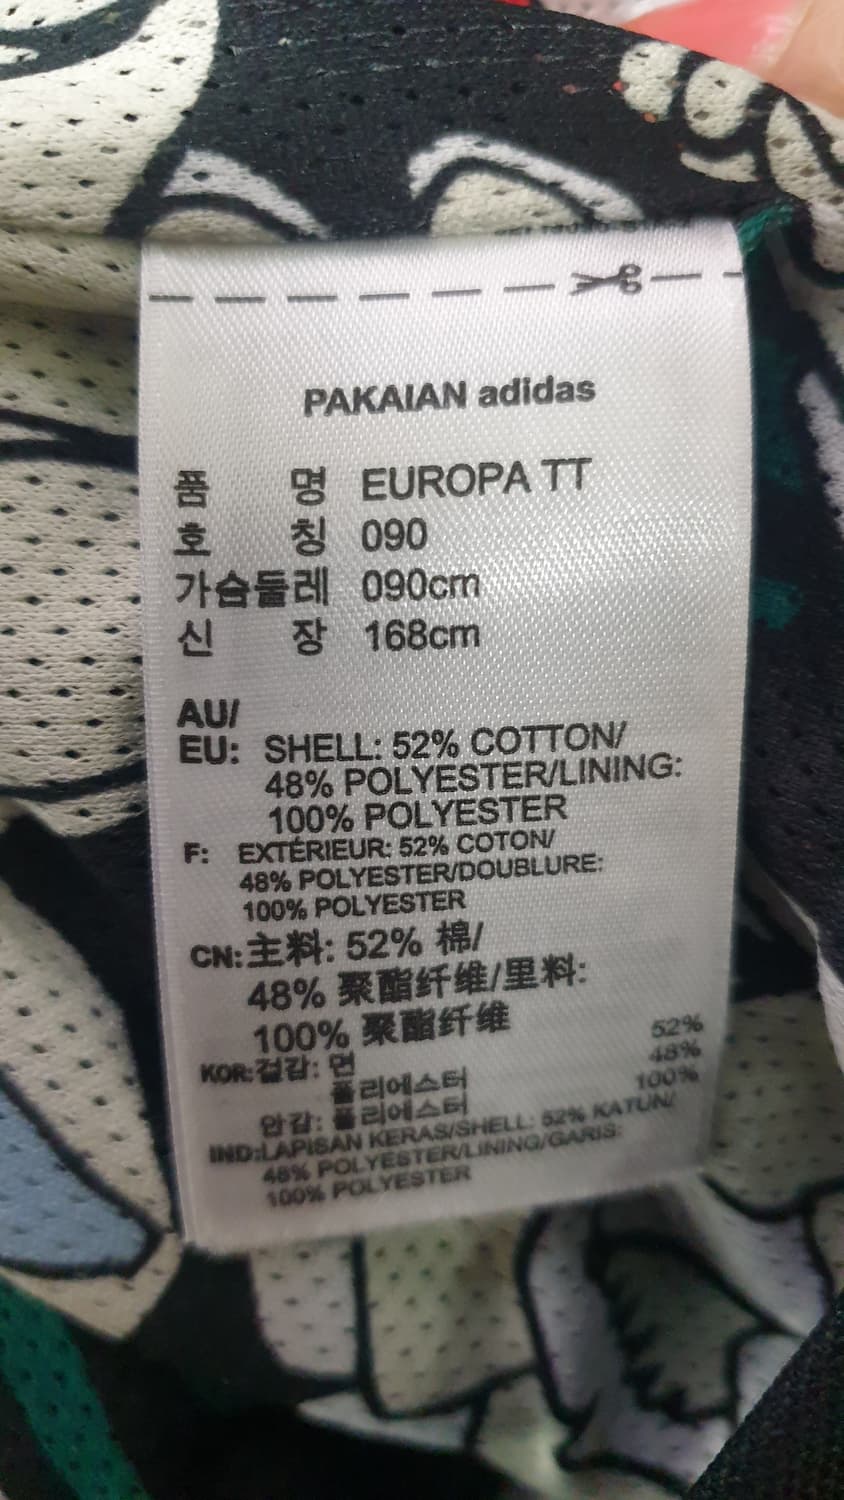 PAKAIAN adidas
품 명 EUROPA TT
호 칭 090
가슴둘레 090cm
신 장 168cm
AU/
EU: SHELL: 52% COTTON/
48% POLYESTER/LINING:
100% POLYESTER
F: EXTÉRIEUR: 52% COTON/
48% POLYESTER/DOUBLURE:
100% POLYESTER
CN: 主料: 52% 棉/
48% 聚酯纤维/里料:
100% 聚酯纤维
KOR: 겉감: 면 52%
폴리에스터 48%
안감: 폴리에스터 100%
IND:LAPISAN KERAS/SHELL: 52% KATUN/
48% POLYESTER/LINING/GARIS:
100% POLYESTER